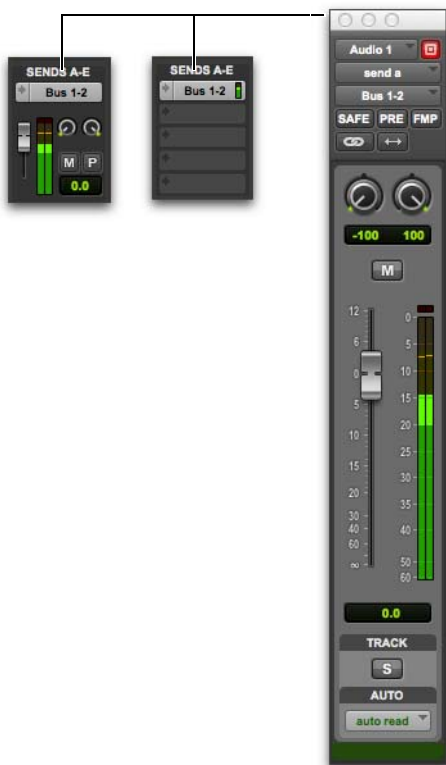 SENDS A-E
Bus 1-2
M P
0.0
SENDS A-E
Bus 1-2
Audio 1
send a
Bus 1-2
SAFE PRE FMP
-100 100
M
12
6
0
5
10
15
20
30
40
60
∞
0
5
10
15
20
25
30
35
40
50
60
0.0
TRACK
S
AUTO
auto read